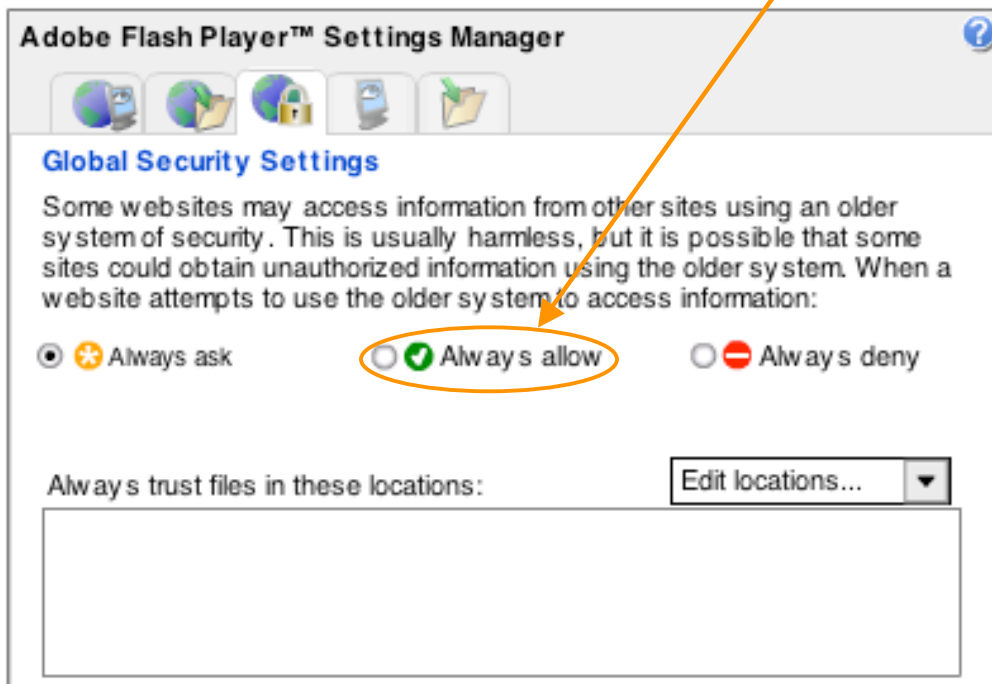 Adobe Flash Player™ Settings Manager
Global Security Settings
Some websites may access information from other sites using an older
system of security. This is usually harmless, but it is possible that some
sites could obtain unauthorized information using the older system. When a
website attempts to use the older system to access information:
Always ask Always allow Always deny
Always trust files in these locations: Edit locations...